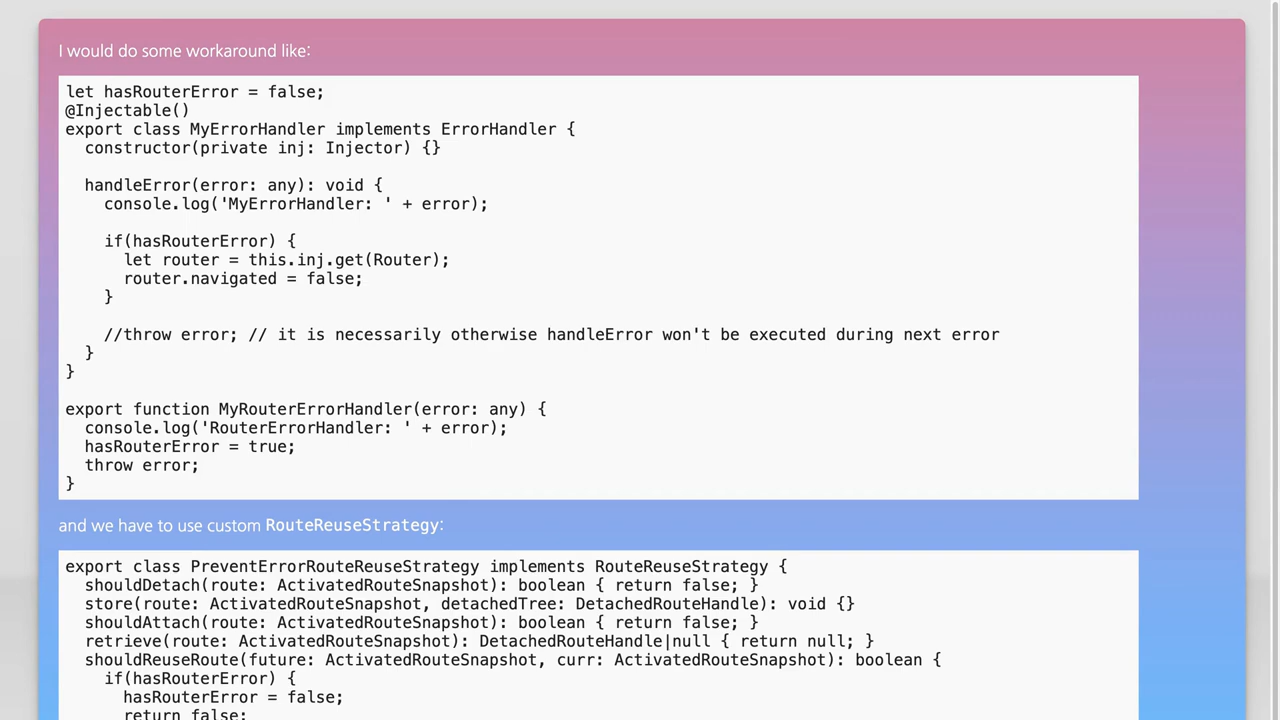 I would do some workaround like:
let hasRouterError = false;
@Injectable()
export class MyErrorHandler implements ErrorHandler {
  constructor(private inj: Injector) {}
  handleError(error: any): void {
    console.log('MyErrorHandler: ' + error);
    if(hasRouterError) {
      let router = this.inj.get(Router);
      router.navigated = false;
    }
    //throw error; // it is necessarily otherwise handleError won't be executed during next error
  }
}
export function MyRouterErrorHandler(error: any) {
  console.log('RouterErrorHandler: ' + error);
  hasRouterError = true;
  throw error;
}
and we have to use custom RouteReuseStrategy:
export class PreventErrorRouteReuseStrategy implements RouteReuseStrategy {
  shouldDetach(route: ActivatedRouteSnapshot): boolean { return false; }
  store(route: ActivatedRouteSnapshot, detachedTree: DetachedRouteHandle): void {}
  shouldAttach(route: ActivatedRouteSnapshot): boolean { return false; }
  retrieve(route: ActivatedRouteSnapshot): DetachedRouteHandle|null { return null; }
  shouldReuseRoute(future: ActivatedRouteSnapshot, curr: ActivatedRouteSnapshot): boolean {
    if(hasRouterError) {
      hasRouterError = false;
      return false;